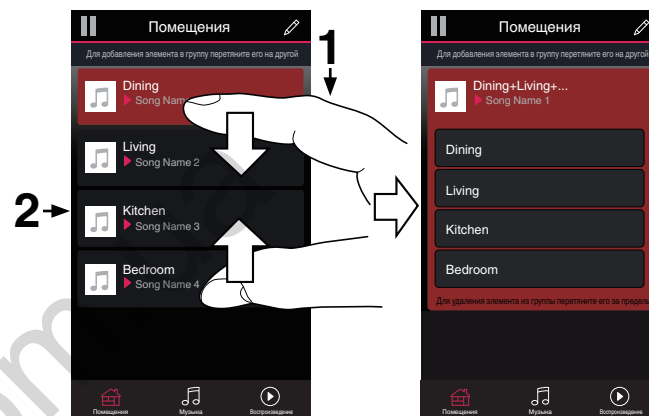 Помещения
Для добавления элемента в группу перетяните его на другой
1
Dining
Song Nam
Living
Song Name 2
2
Kitchen
Song Name 3
Bedroom
Song Name 4
Помещения
Музыка
Воспроизведение
Помещения
Для добавления элемента в группу перетяните его на другой
Dining+Living+...
Song Name 1
Dining
Living
Kitchen
Bedroom
Для удаления элемента из группы перетяните его за пределы
Помещения
Музыка
Воспроизведение